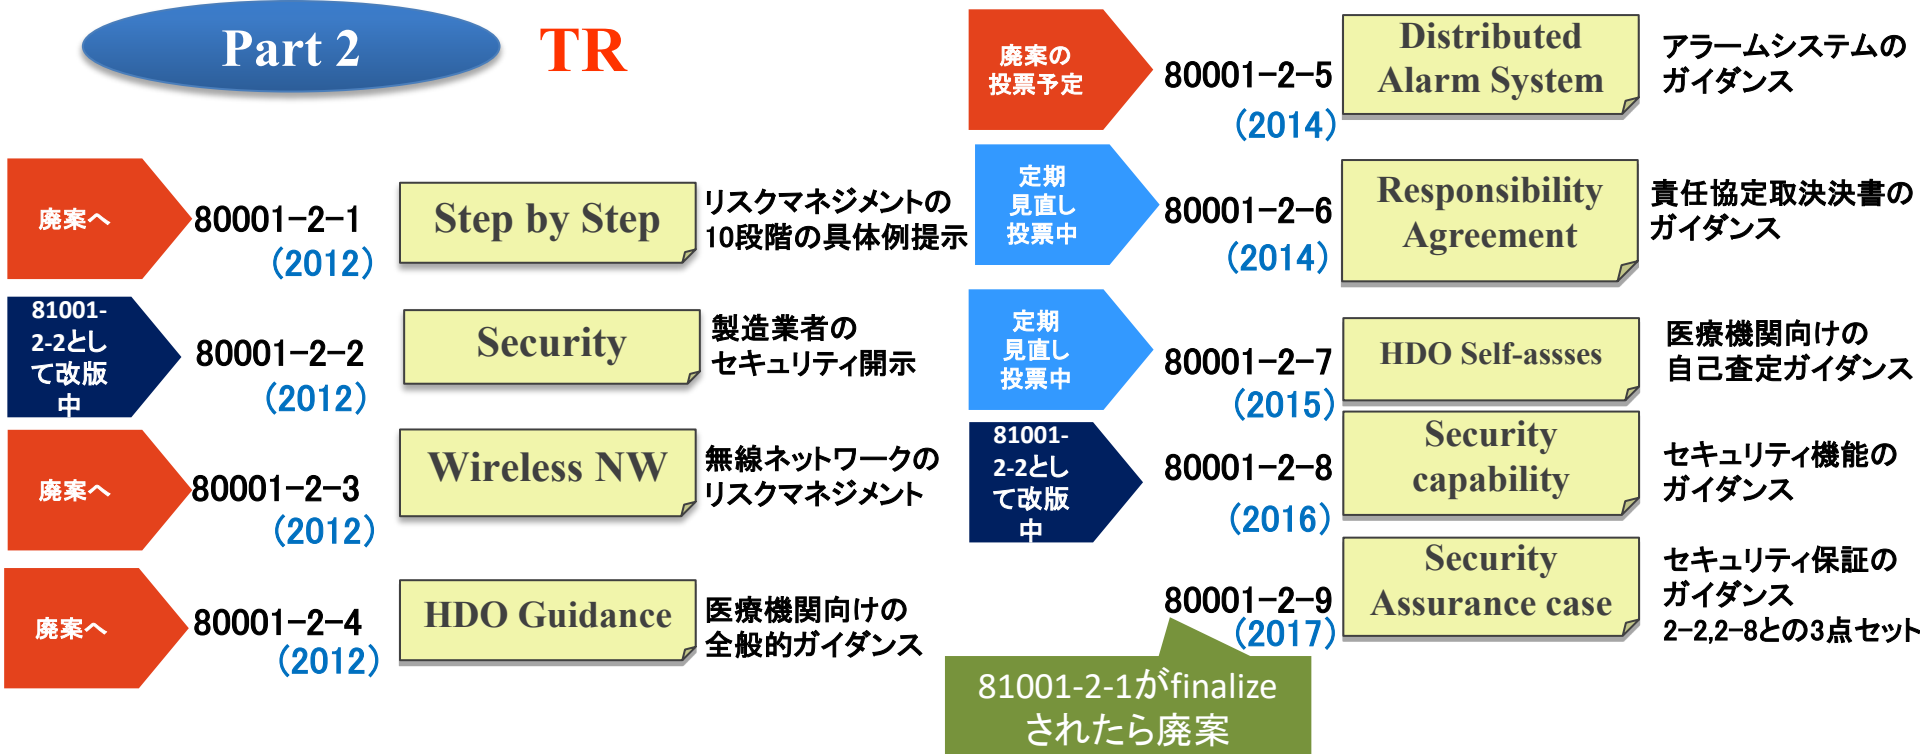 Part 2
TR
廃案へ
80001-2-1
(2012)
Step by Step
リスクマネジメントの
10段階の具体例提示
81001-
2-2とし
て改版
中
80001-2-2
(2012)
Security
製造業者の
セキュリティ開示
廃案へ
80001-2-3
(2012)
Wireless NW
無線ネットワークの
リスクマネジメント
廃案へ
80001-2-4
(2012)
HDO Guidance
医療機関向けの
全般的ガイダンス
廃案の
投票予定
80001-2-5
(2014)
Distributed
Alarm System
アラームシステムの
ガイダンス
定期
見直し
投票中
80001-2-6
(2014)
Responsibility
Agreement
責任協定取決決書の
ガイダンス
定期
見直し
投票中
80001-2-7
(2015)
HDO Self-assses
医療機関向けの
自己査定ガイダンス
81001-
2-2とし
て改版
中
80001-2-8
(2016)
Security
capability
セキュリティ機能の
ガイダンス
80001-2-9
(2017)
Security
Assurance case
セキュリティ保証の
ガイダンス
2-2,2-8との3点セット
81001-2-1がfinalize
されたら廃案